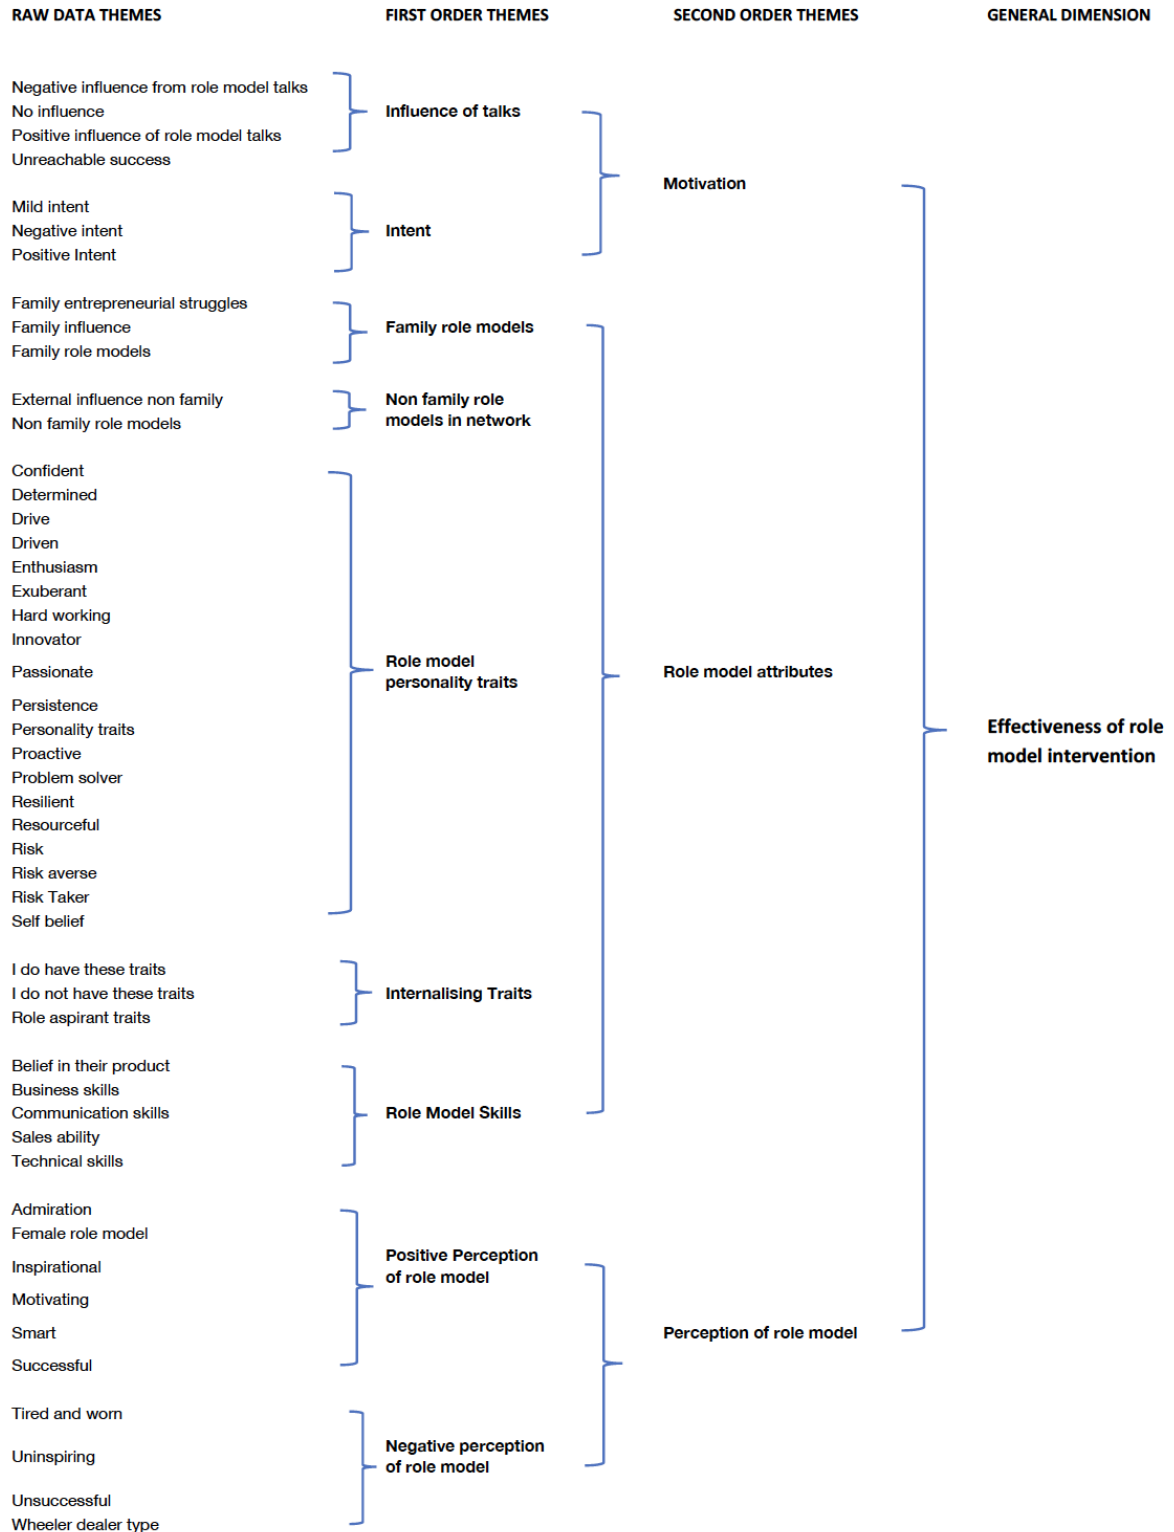 RAW DATA THEMES
FIRST ORDER THEMES
SECOND ORDER THEMES
GENERAL DIMENSION
Negative influence from role model talks
No influence
Positive influence of role model talks
Unreachable success
Influence of talks
Mild intent
Negative intent
Positive Intent
Intent
Motivation
Family entrepreneurial struggles
Family influence
Family role models
Family role models
External influence non family
Non family role models
Non family role
models in network
Confident
Determined
Drive
Driven
Enthusiasm
Exuberant
Hard working
Innovator
Passionate
Persistence
Personality traits
Proactive
Problem solver
Resilient
Resourceful
Risk
Risk averse
Risk Taker
Self belief
Role model
personality traits
I do have these traits
I do not have these traits
Role aspirant traits
Internalising Traits
Belief in their product
Business skills
Communication skills
Sales ability
Technical skills
Role Model Skills
Role model attributes
Admiration
Female role model
Inspirational
Motivating
Smart
Successful
Positive Perception
of role model
Tired and worn
Uninspiring
Unsuccessful
Wheeler dealer type
Negative perception
of role model
Perception of role model
Effectiveness of role
model intervention